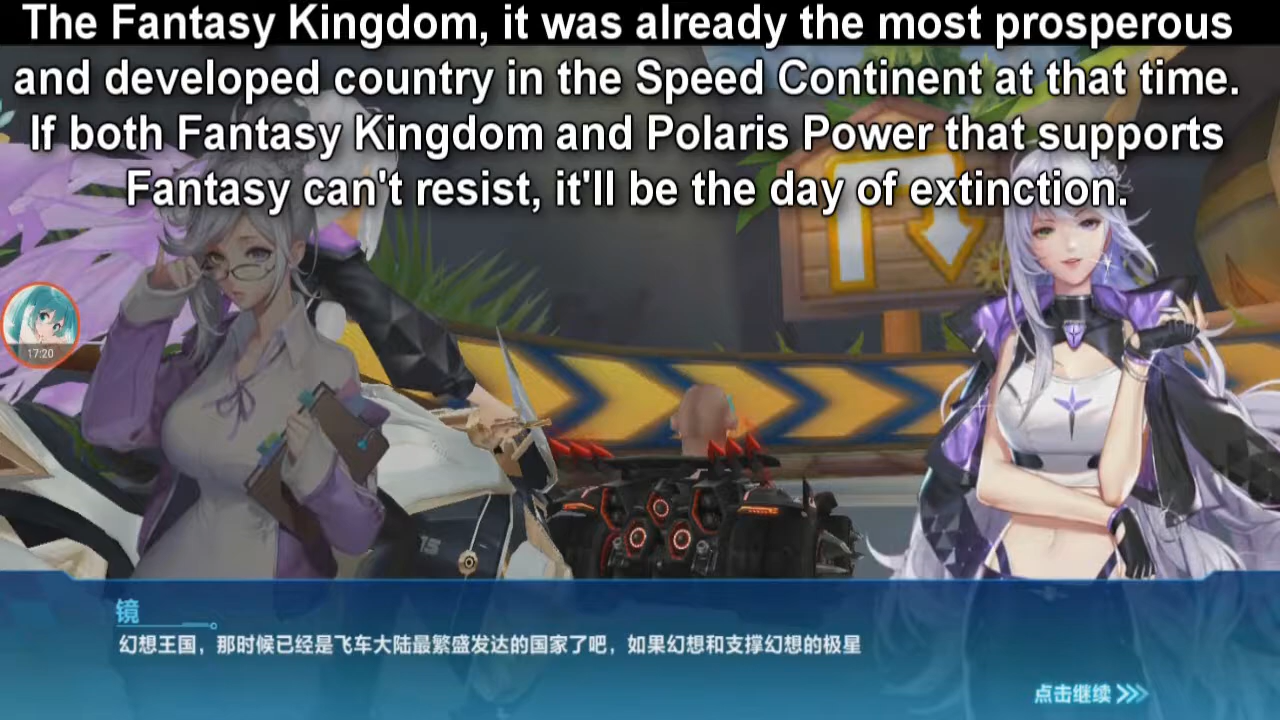 The Fantasy Kingdom, it was already the most prosperous
and developed country in the Speed Continent at that time.
If both Fantasy Kingdom and Polaris Power that supports
Fantasy can't resist, it'll be the day of extinction.
17:20
15
镜
幻想王国，那时候已经是飞车大陆最繁盛发达的国家了吧，如果幻想和支撑幻想的极星
点击继续